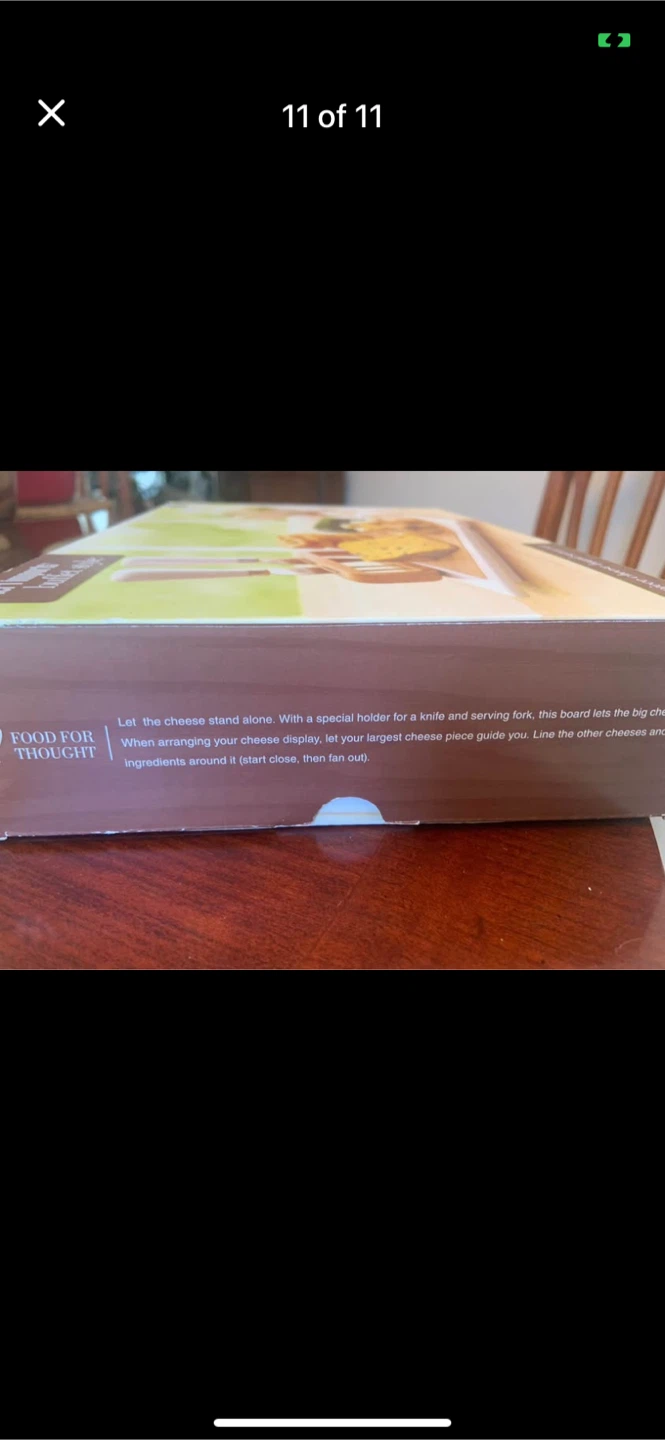 11 of 11
FOOD FOR
THOUGHT
Let the cheese stand alone. With a special holder for a knife and serving fork, this board lets the big che
When arranging your cheese display, let your largest cheese piece guide you. Line the other cheeses and
ingredients around it (start close, then fan out).